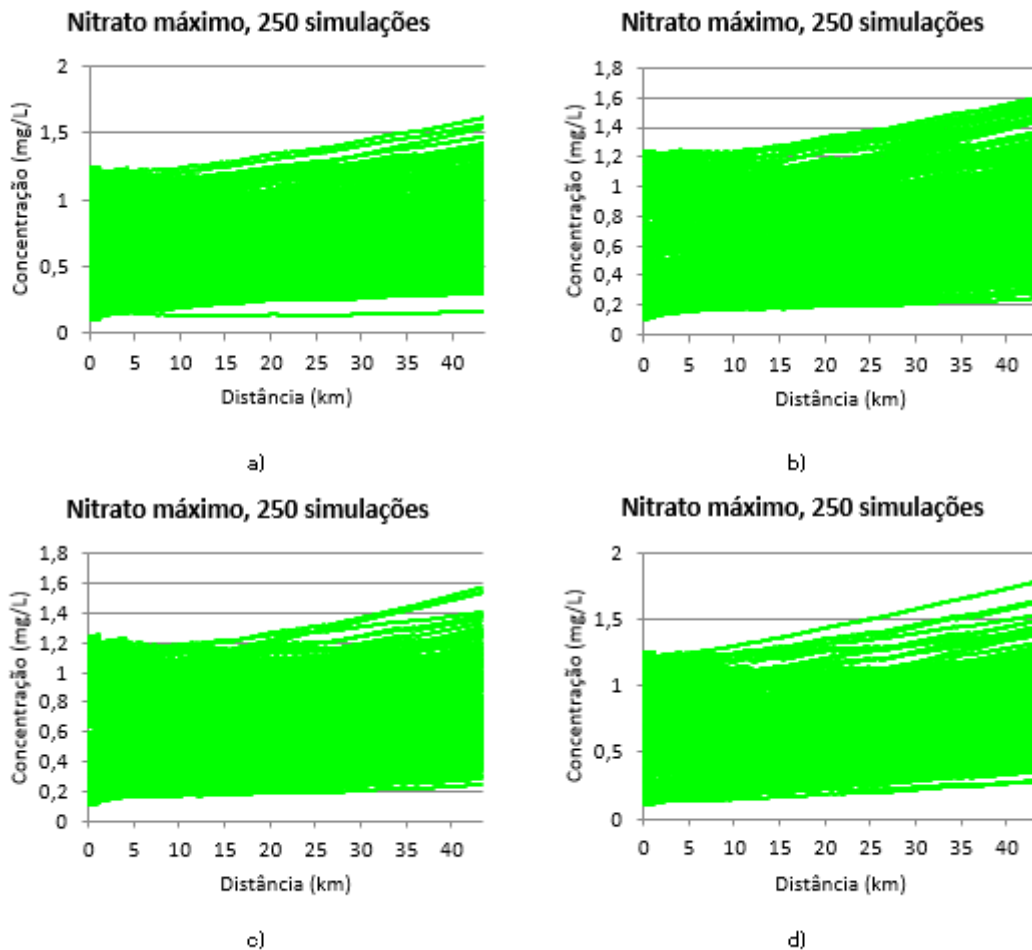 Nitrato máximo, 250 simulações
2
1,5
1
0,5
0
Concentração (mg/L)
0 5 10 15 20 25 30 35 40
Distância (km)
a)
Nitrato máximo, 250 simulações
1,8
1,6
1,4
1,2
1
0,8
0,6
0,4
0,2
0
Concentração (mg/L)
0 5 10 15 20 25 30 35 40
Distância (km)
b)
Nitrato máximo, 250 simulações
1,8
1,6
1,4
1,2
1
0,8
0,6
0,4
0,2
0
Concentração (mg/L)
0 5 10 15 20 25 30 35 40
Distância (km)
c)
Nitrato máximo, 250 simulações
2
1,5
1
0,5
0
Concentração (mg/L)
0 5 10 15 20 25 30 35 40
Distância (km)
d)